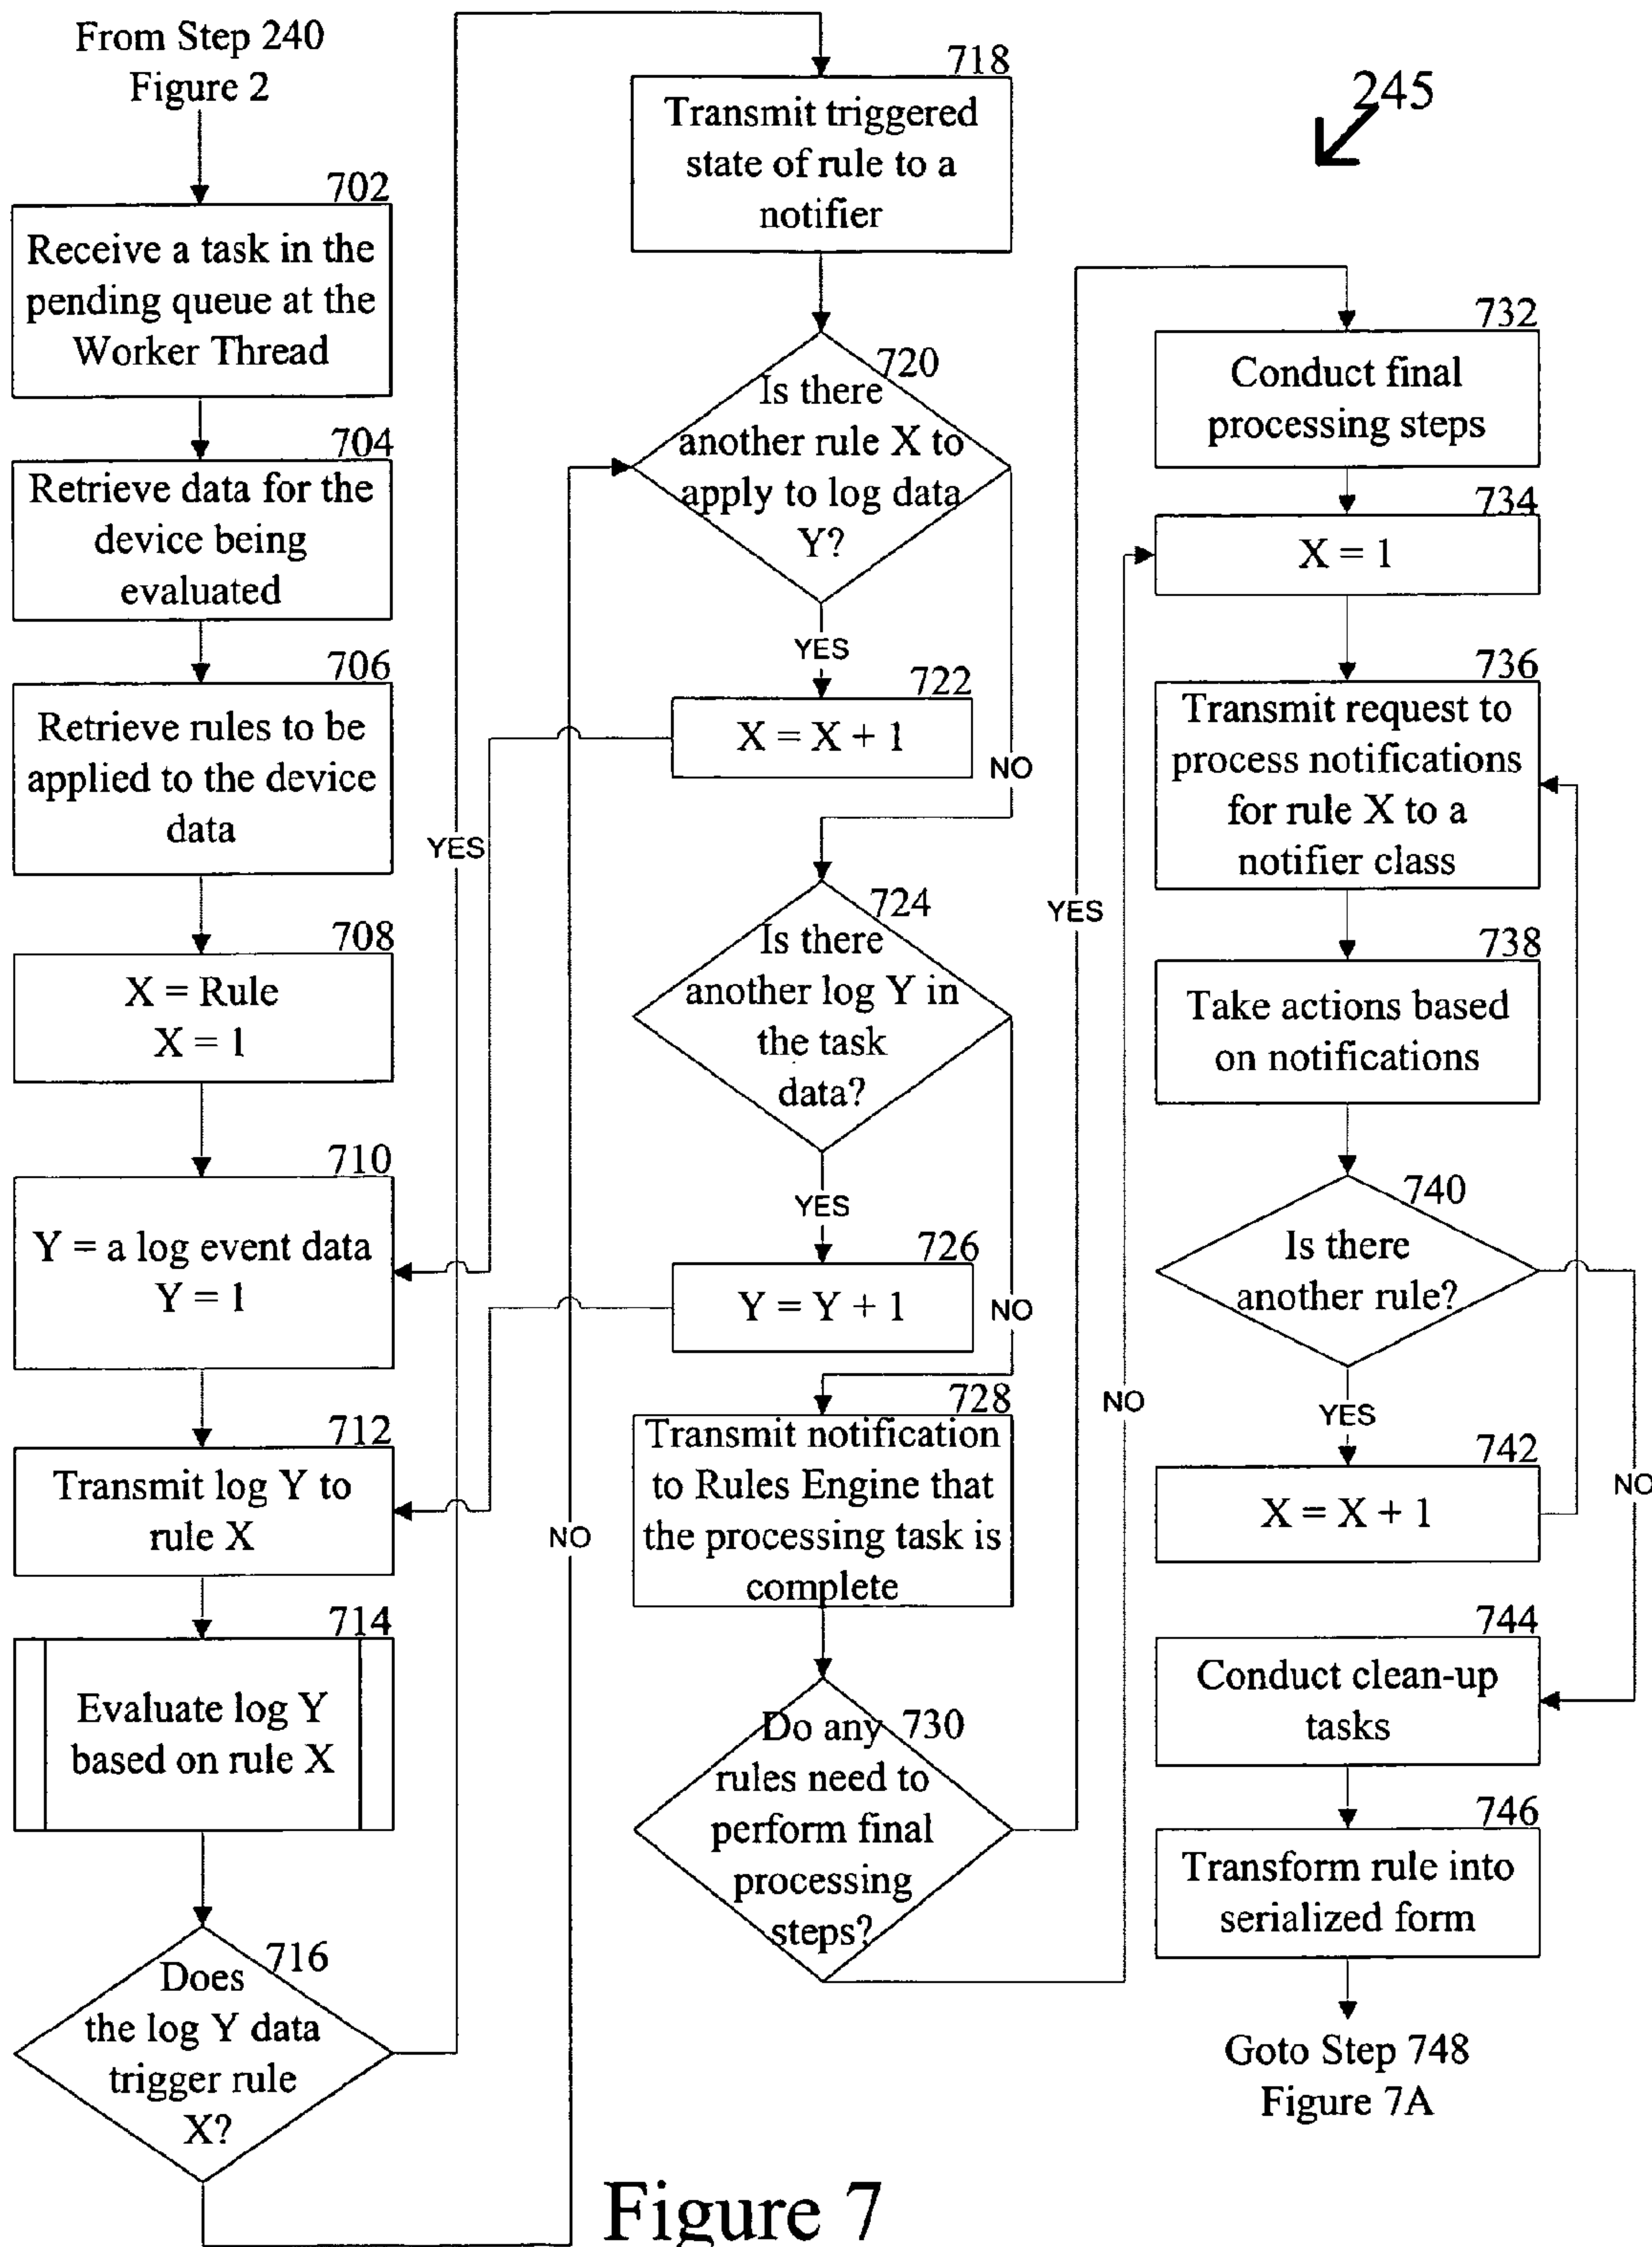 From Step 240
Figure 2
702
Receive a task in the
pending queue at the
Worker Thread
704
Retrieve data for the
device being
evaluated
706
Retrieve rules to be
applied to the device
data
708
X = Rule
X = 1
710
Y = a log event data
Y = 1
712
Transmit log Y to
rule X
714
Evaluate log Y
based on rule X
716
Does
the log Y data
trigger rule
X?
YES
NO
718
Transmit triggered
state of rule to a
notifier
720
Is there
another rule X to
apply to log data
Y?
YES
722
X = X + 1
NO
724
Is there
another log Y in
the task
data?
YES
726
Y = Y + 1
NO
728
Transmit notification
to Rules Engine that
the processing task is
complete
730
Do any
rules need to
perform final
processing
steps?
YES
NO
245
732
Conduct final
processing steps
734
X = 1
736
Transmit request to
process notifications
for rule X to a
notifier class
738
Take actions based
on notifications
740
Is there
another rule?
YES
742
X = X + 1
NO
744
Conduct clean-up
tasks
746
Transform rule into
serialized form
Goto Step 748
Figure 7A
Figure 7